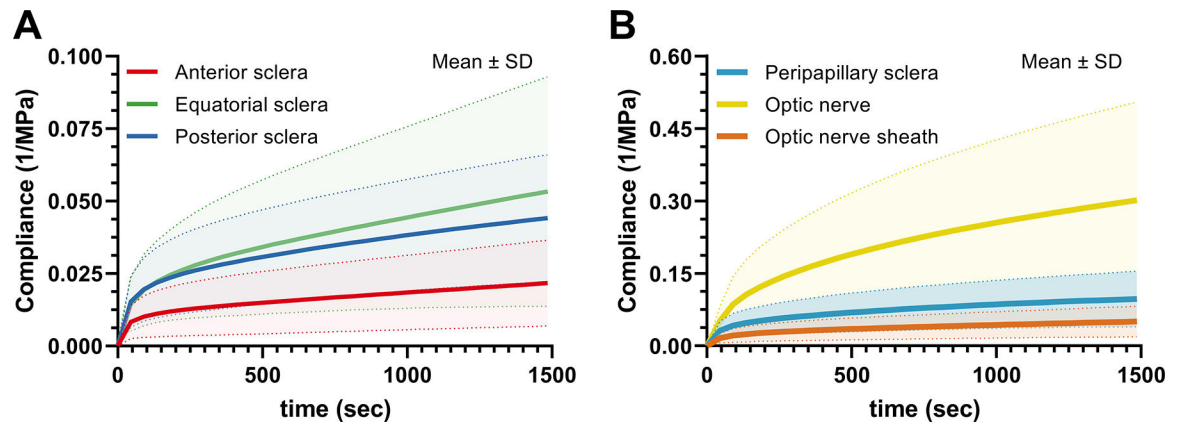 A
Mean ± SD
Anterior sclera
Equatorial sclera
Posterior sclera
Compliance (1/MPa)
0.100
0.075
0.050
0.025
0.000
0
500
1000
1500
time (sec)
B
Mean ± SD
Peripapillary sclera
Optic nerve
Optic nerve sheath
Compliance (1/MPa)
0.60
0.45
0.30
0.15
0.00
0
500
1000
1500
time (sec)